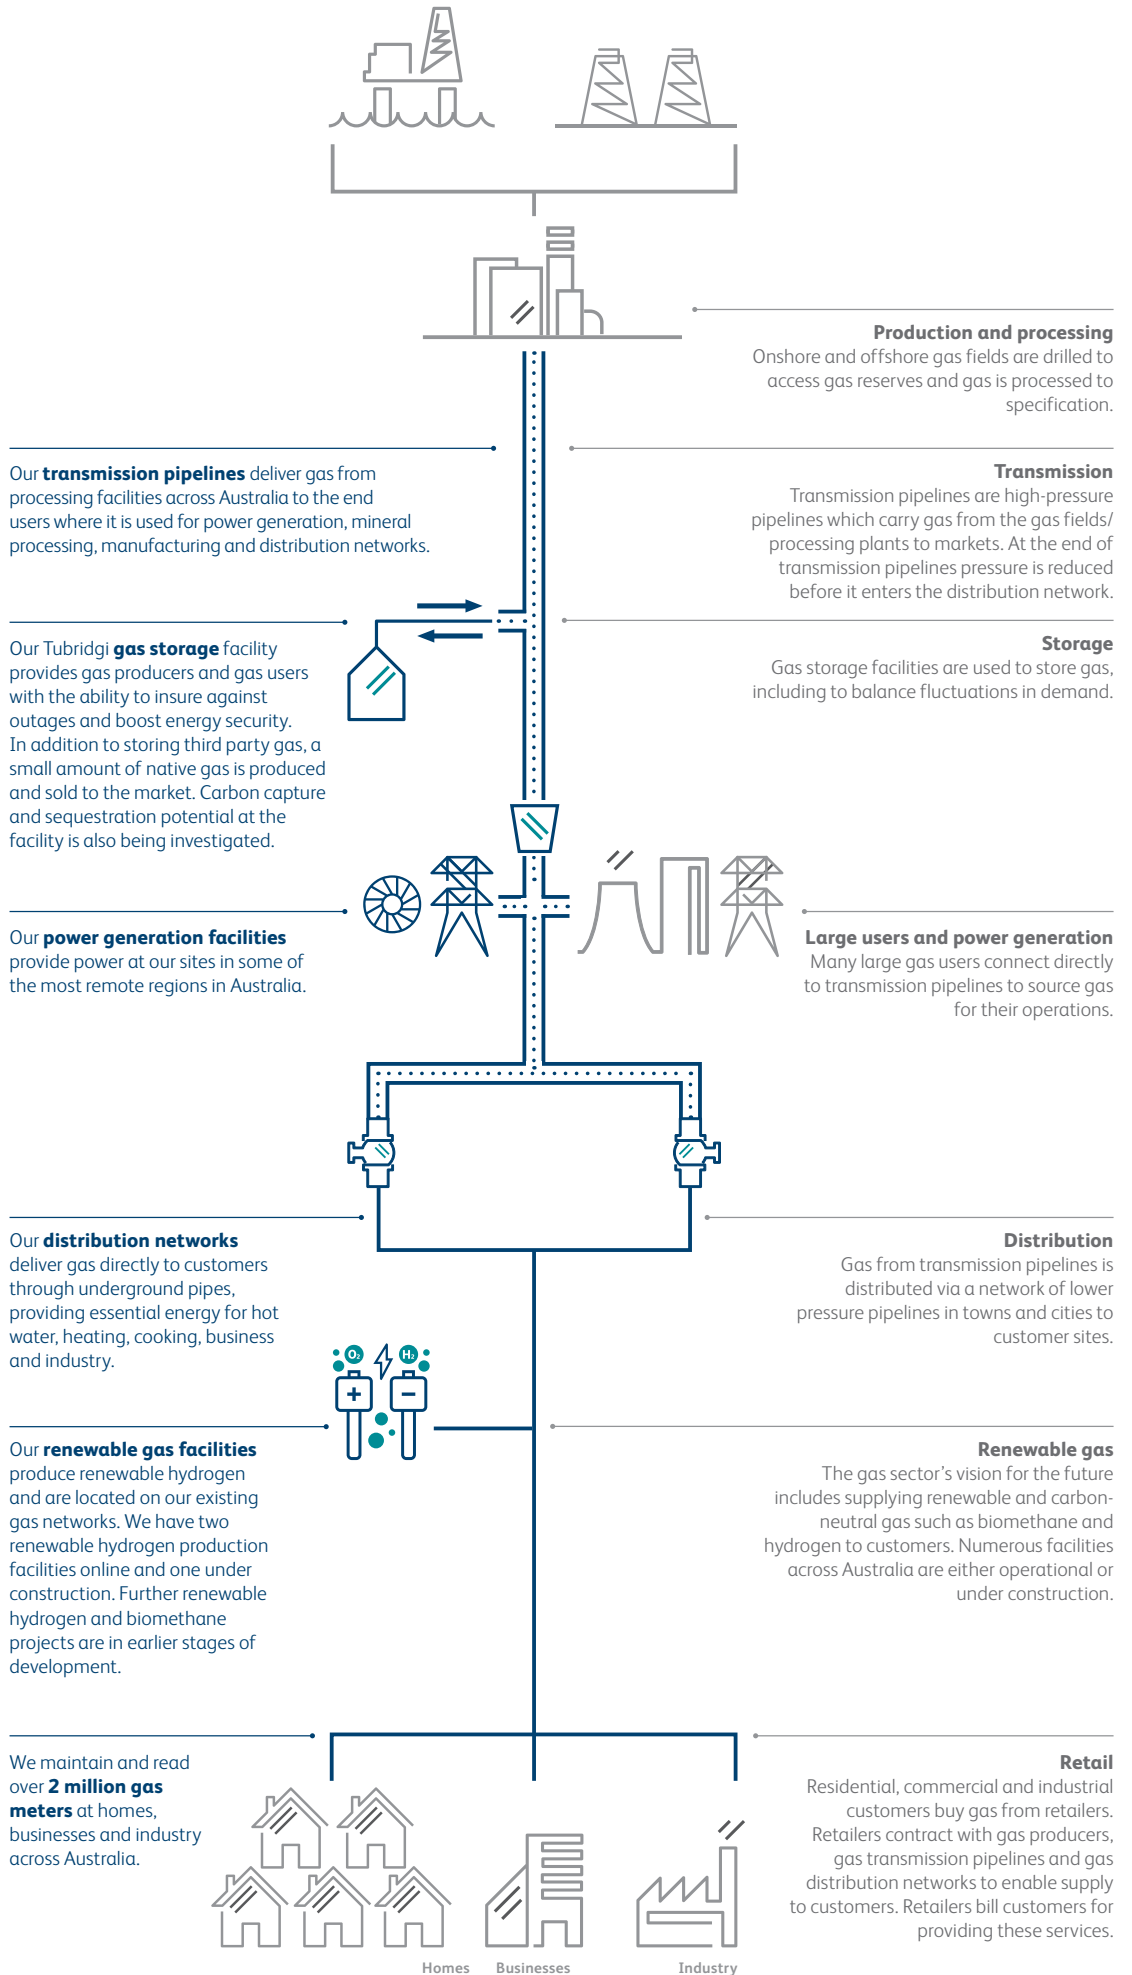 Production and processing
Onshore and offshore gas fields are drilled to
access gas reserves and gas is processed to
specification.
Our transmission pipelines deliver gas from
processing facilities across Australia to the end
users where it is used for power generation, mineral
processing, manufacturing and distribution networks.
Transmission
Transmission pipelines are high-pressure
pipelines which carry gas from the gas fields/
processing plants to markets. At the end of
transmission pipelines pressure is reduced
before it enters the distribution network.
Our Tubridgi gas storage facility
provides gas producers and gas users
with the ability to insure against
outages and boost energy security.
In addition to storing third party gas, a
small amount of native gas is produced
and sold to the market. Carbon capture
and sequestration potential at the
facility is also being investigated.
Storage
Gas storage facilities are used to store gas,
including to balance fluctuations in demand.
Our power generation facilities
provide power at our sites in some of
the most remote regions in Australia.
Large users and power generation
Many large gas users connect directly
to transmission pipelines to source gas
for their operations.
Our distribution networks
deliver gas directly to customers
through underground pipes,
providing essential energy for hot
water, heating, cooking, business
and industry.
Distribution
Gas from transmission pipelines is
distributed via a network of lower
pressure pipelines in towns and cities to
customer sites.
O₂ H₂
+ −
Our renewable gas facilities
produce renewable hydrogen
and are located on our existing
gas networks. We have two
renewable hydrogen production
facilities online and one under
construction. Further renewable
hydrogen and biomethane
projects are in earlier stages of
development.
Renewable gas
The gas sector’s vision for the future
includes supplying renewable and carbon-
neutral gas such as biomethane and
hydrogen to customers. Numerous facilities
across Australia are either operational or
under construction.
We maintain and read
over 2 million gas
meters at homes,
businesses and industry
across Australia.
Retail
Residential, commercial and industrial
customers buy gas from retailers.
Retailers contract with gas producers,
gas transmission pipelines and gas
distribution networks to enable supply
to customers. Retailers bill customers for
providing these services.
Homes Businesses Industry